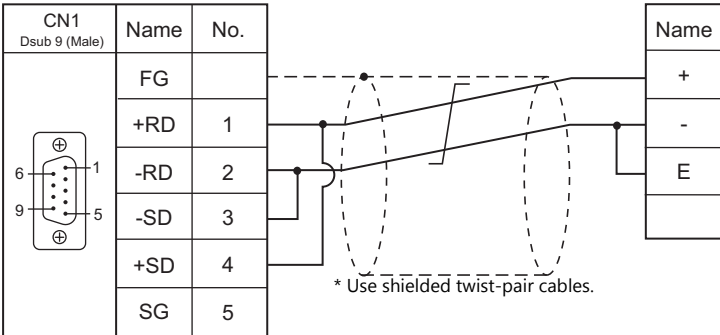 CN1
Dsub 9 (Male)
Name No.
FG
+RD 1
-RD 2
-SD 3
+SD 4
SG 5
6
1
9
5
Name
+
-
E
* Use shielded twist-pair cables.